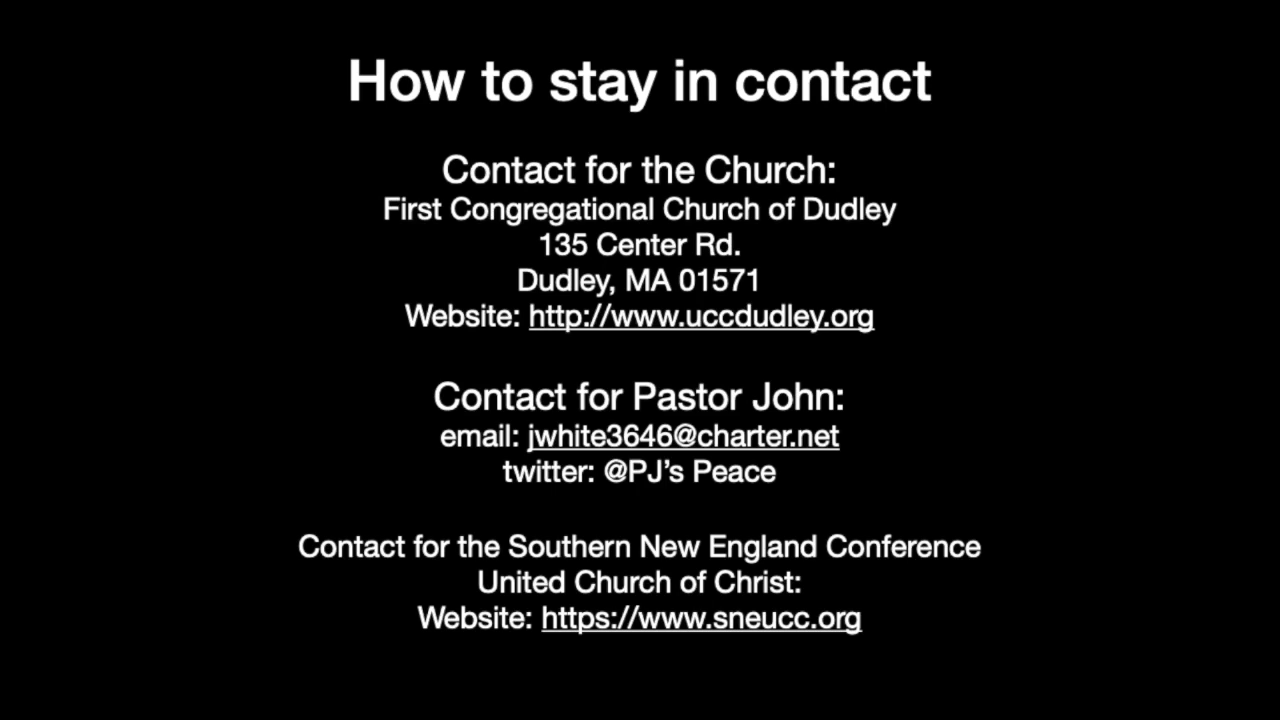 How to stay in contact
Contact for the Church:
First Congregational Church of Dudley
135 Center Rd.
Dudley, MA 01571
Website: http://www.uccdudley.org
Contact for Pastor John:
email: jwhite3646@charter.net
twitter: @PJ’s Peace
Contact for the Southern New England Conference
United Church of Christ:
Website: https://www.sneucc.org